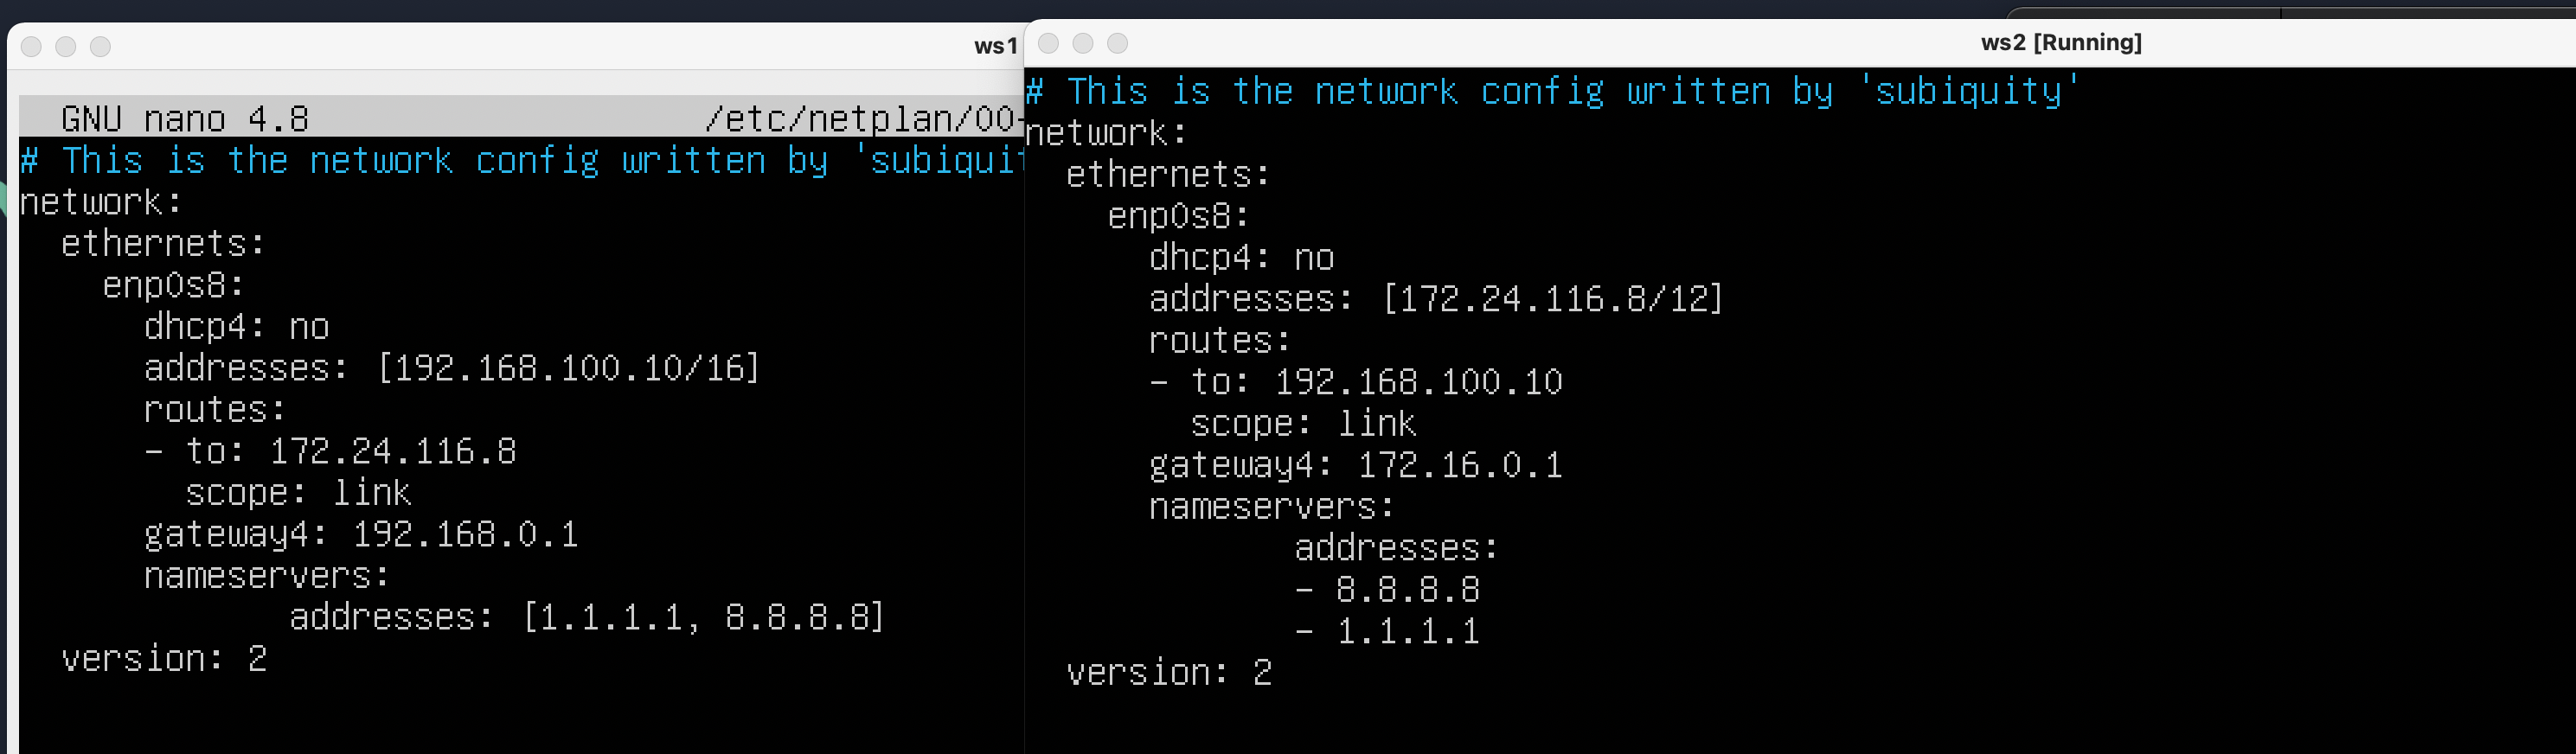 ws1
GNU nano 4.8 /etc/netplan/00-
# This is the network config written by 'subiquit
network:
  ethernets:
    enp0s8:
      dhcp4: no
      addresses: [192.168.100.10/16]
      routes:
      - to: 172.24.116.8
        scope: link
      gateway4: 192.168.0.1
      nameservers:
             addresses: [1.1.1.1, 8.8.8.8]
  version: 2
ws2 [Running]
# This is the network config written by 'subiquity'
network:
  ethernets:
    enp0s8:
      dhcp4: no
      addresses: [172.24.116.8/12]
      routes:
      - to: 192.168.100.10
        scope: link
      gateway4: 172.16.0.1
      nameservers:
             addresses:
             - 8.8.8.8
             - 1.1.1.1
  version: 2